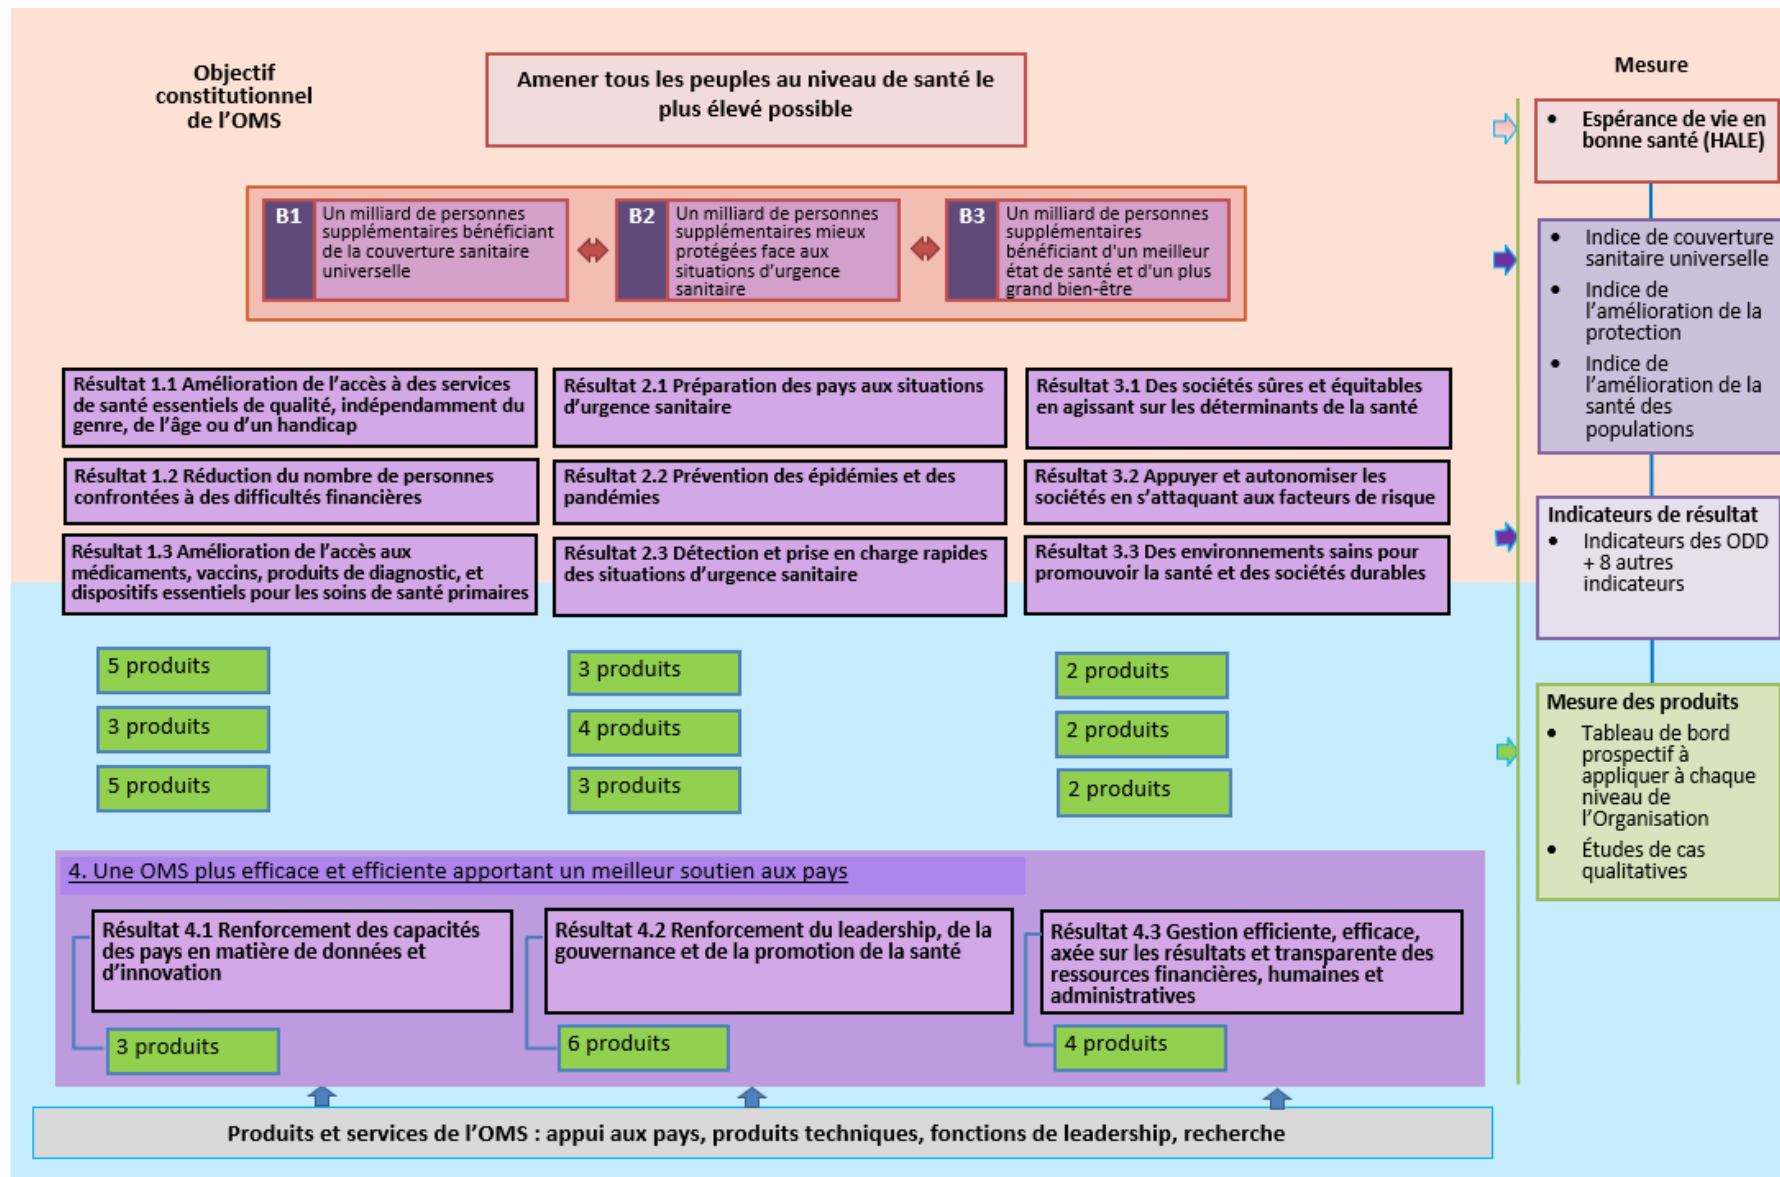 Objectif
constitutionnel
de l’OMS
Amener tous les peuples au niveau de santé le
plus élevé possible
Mesure
• Espérance de vie en
bonne santé (HALE)
B1
Un milliard de personnes
supplémentaires bénéficiant
de la couverture sanitaire
universelle
B2
Un milliard de personnes
supplémentaires mieux
protégées face aux
situations d’urgence
sanitaire
B3
Un milliard de personnes
supplémentaires
bénéficiant d'un meilleur
état de santé et d'un plus
grand bien-être
• Indice de couverture
sanitaire universelle
• Indice de
l’amélioration de la
protection
• Indice de
l’amélioration de la
santé des
populations
Résultat 1.1 Amélioration de l’accès à des services
de santé essentiels de qualité, indépendamment du
genre, de l’âge ou d’un handicap
Résultat 2.1 Préparation des pays aux situations
d’urgence sanitaire
Résultat 3.1 Des sociétés sûres et équitables
en agissant sur les déterminants de la santé
Résultat 1.2 Réduction du nombre de personnes
confrontées à des difficultés financières
Résultat 2.2 Prévention des épidémies et des
pandémies
Résultat 3.2 Appuyer et autonomiser les
sociétés en s’attaquant aux facteurs de risque
Résultat 1.3 Amélioration de l’accès aux
médicaments, vaccins, produits de diagnostic, et
dispositifs essentiels pour les soins de santé primaires
Résultat 2.3 Détection et prise en charge rapides
des situations d’urgence sanitaire
Résultat 3.3 Des environnements sains pour
promouvoir la santé et des sociétés durables
Indicateurs de résultat
• Indicateurs des ODD
+ 8 autres
indicateurs
5 produits
3 produits
2 produits
3 produits
4 produits
2 produits
5 produits
3 produits
2 produits
Mesure des produits
• Tableau de bord
prospectif à
appliquer à chaque
niveau de
l’Organisation
• Études de cas
qualitatives
4. Une OMS plus efficace et efficiente apportant un meilleur soutien aux pays
Résultat 4.1 Renforcement des capacités
des pays en matière de données et
d’innovation
Résultat 4.2 Renforcement du leadership, de la
gouvernance et de la promotion de la santé
Résultat 4.3 Gestion efficiente, efficace,
axée sur les résultats et transparente des
ressources financières, humaines et
administratives
3 produits
6 produits
4 produits
Produits et services de l’OMS : appui aux pays, produits techniques, fonctions de leadership, recherche